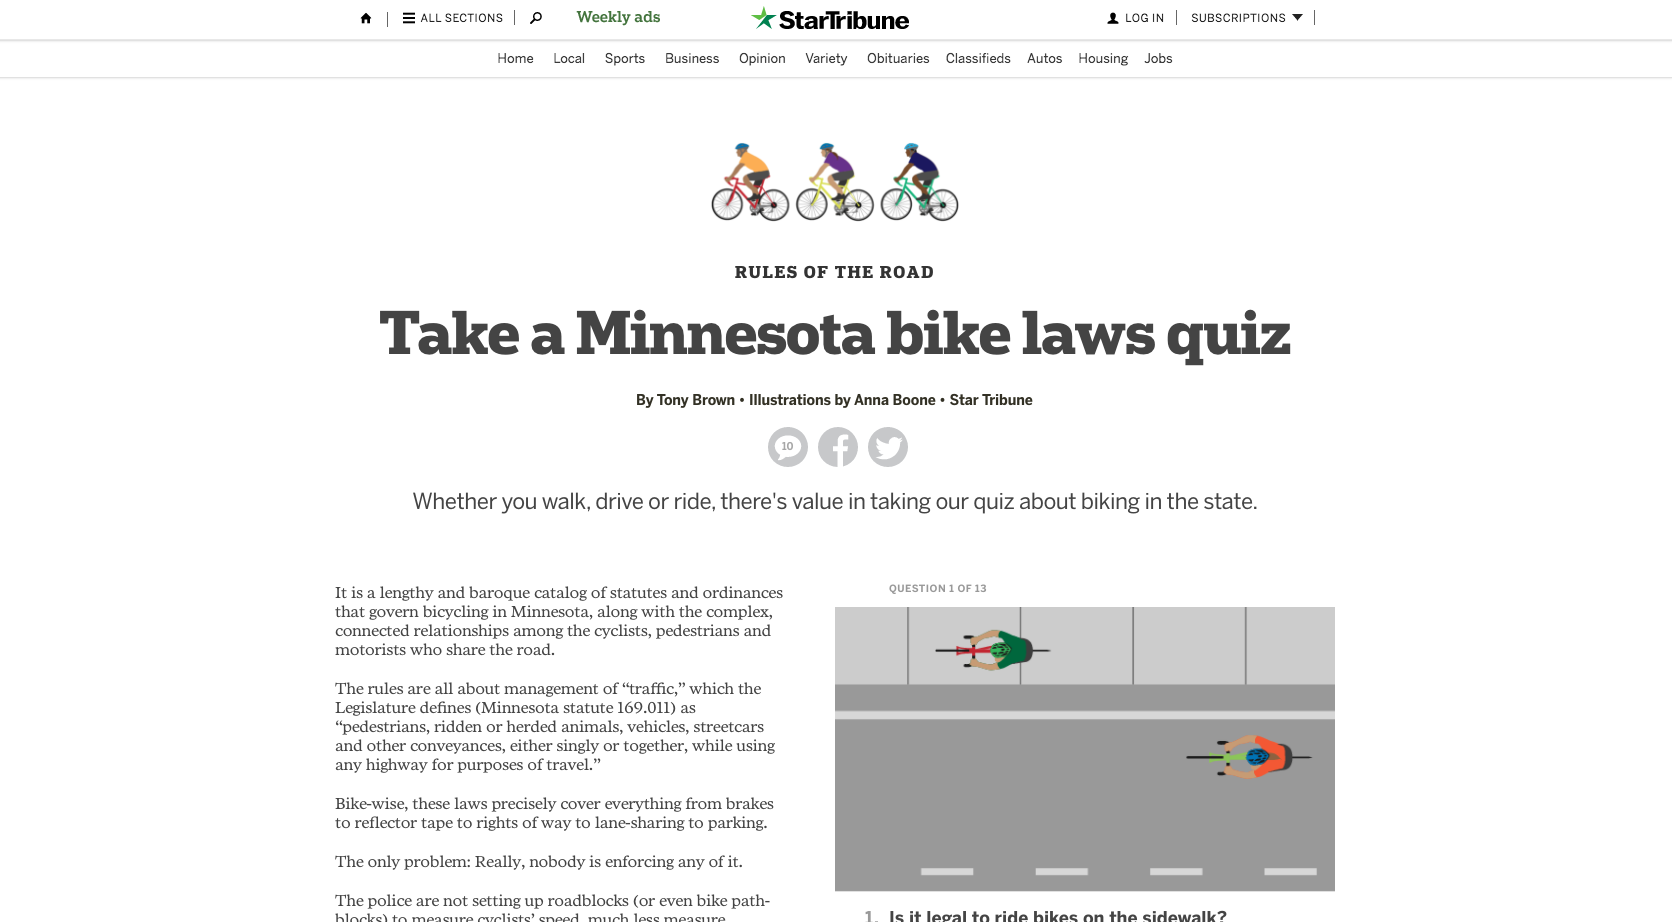 ALL SECTIONS
Weekly ads
StarTribune
LOG IN
SUBSCRIPTIONS
Home Local Sports Business Opinion Variety Obituaries Classifieds Autos Housing Jobs
RULES OF THE ROAD
Take a Minnesota bike laws quiz
By Tony Brown • Illustrations by Anna Boone • Star Tribune
10
Whether you walk, drive or ride, there's value in taking our quiz about biking in the state.
It is a lengthy and baroque catalog of statutes and ordinances
that govern bicycling in Minnesota, along with the complex,
connected relationships among the cyclists, pedestrians and
motorists who share the road.
The rules are all about management of “traffic,” which the
Legislature defines (Minnesota statute 169.011) as
“pedestrians, ridden or herded animals, vehicles, streetcars
and other conveyances, either singly or together, while using
any highway for purposes of travel.”
Bike-wise, these laws precisely cover everything from brakes
to reflector tape to rights of way to lane-sharing to parking.
The only problem: Really, nobody is enforcing any of it.
The police are not setting up roadblocks (or even bike path-
blocks) to measure cyclists’ speed, much less measure
QUESTION 1 OF 13
1. Is it legal to ride bikes on the sidewalk?